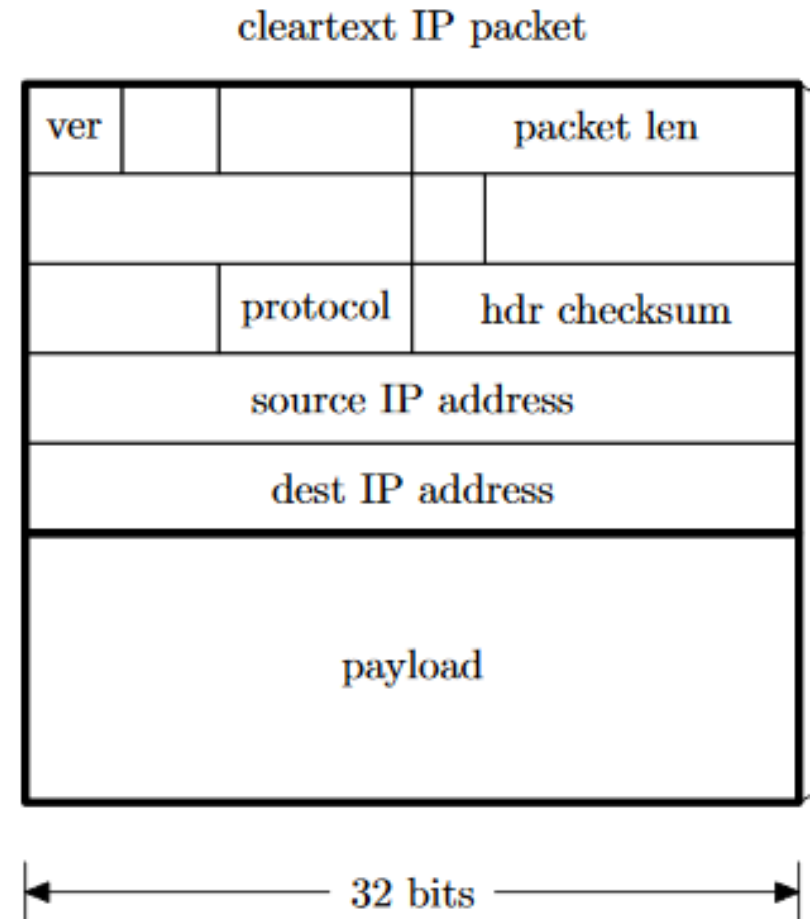 cleartext IP packet
ver packet len
protocol hdr checksum
source IP address
dest IP address
payload
32 bits